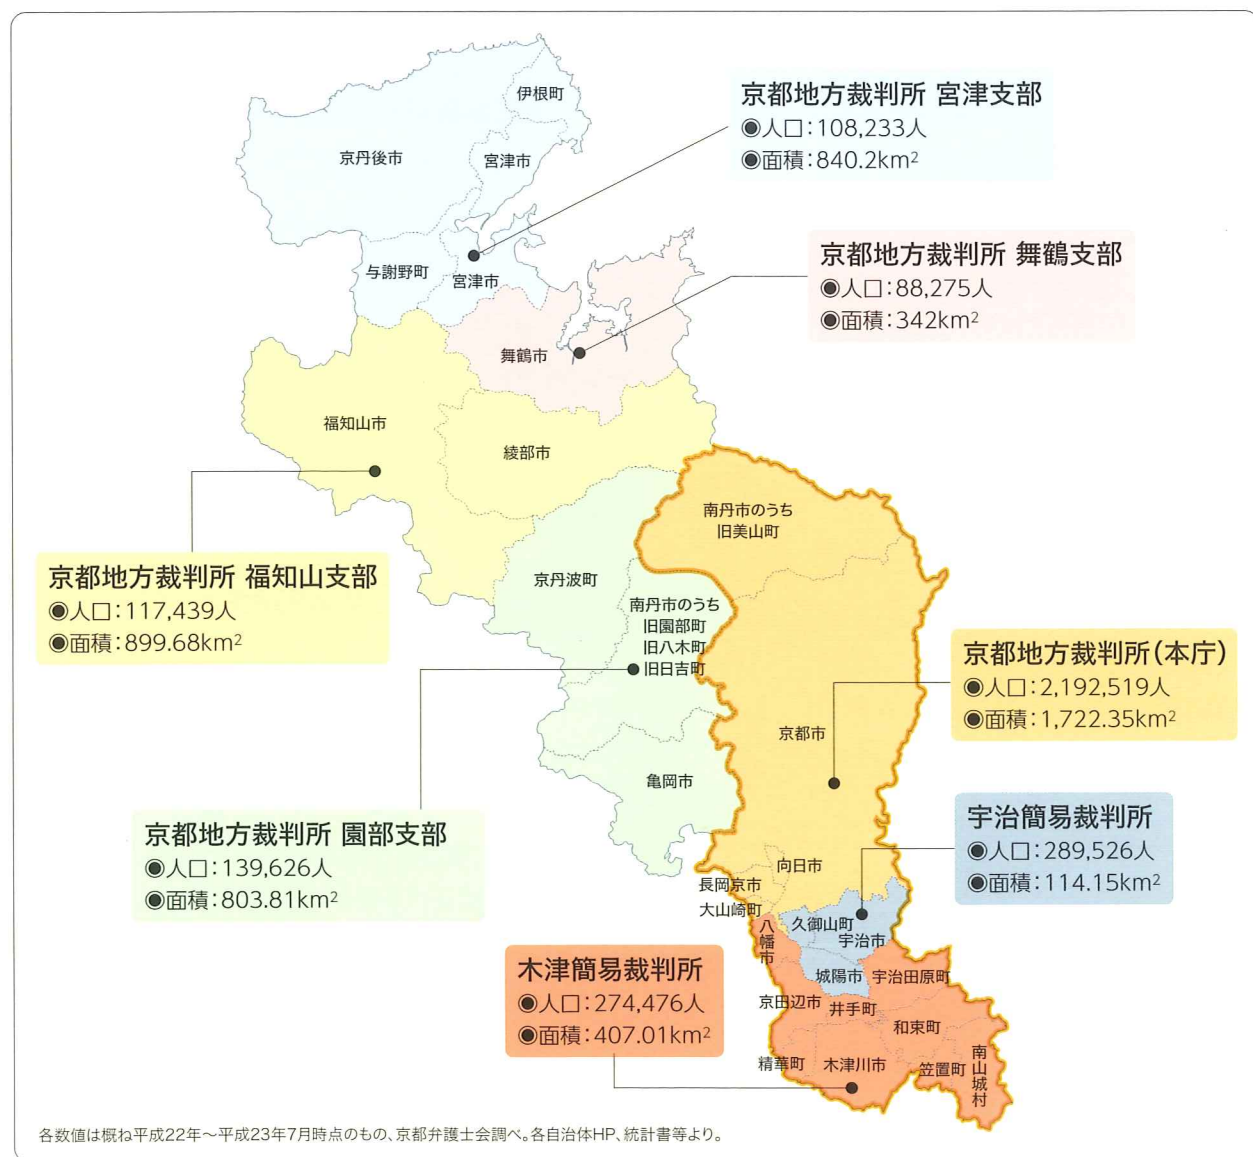 伊根町
京丹後市
宮津市
与謝野町
宮津市
京都地方裁判所 宮津支部
◉人口:108,233人
◉面積:840.2km²
京都地方裁判所 舞鶴支部
◉人口:88,275人
◉面積:342km²
舞鶴市
福知山市
綾部市
京都地方裁判所 福知山支部
◉人口:117,439人
◉面積:899.68km²
南丹市のうち
旧美山町
京丹波町
南丹市のうち
旧園部町
旧八木町
旧日吉町
京都地方裁判所(本庁)
◉人口:2,192,519人
◉面積:1,722.35km²
京都市
亀岡市
京都地方裁判所 園部支部
◉人口:139,626人
◉面積:803.81km²
宇治簡易裁判所
◉人口:289,526人
◉面積:114.15km²
向日市
長岡京市
大山崎町
八幡市
久御山町
宇治市
城陽市
宇治田原町
京田辺市
井手町
和束町
精華町
木津川市
笠置町
南山城村
木津簡易裁判所
◉人口:274,476人
◉面積:407.01km²
各数値は概ね平成22年～平成23年7月時点のもの、京都弁護士会調べ。各自治体HP、統計書等より。